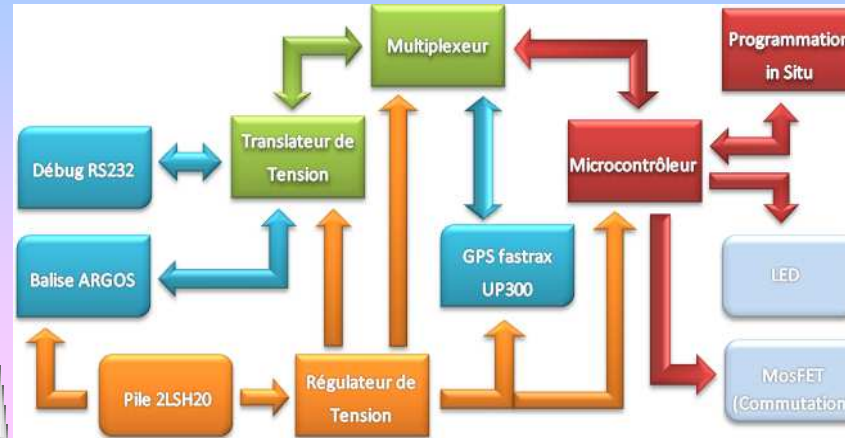 Multiplexeur
Programmation
in Situ
Translateur de
Tension
Débug RS232
Microcontrôleur
Balise ARGOS
GPS fastrax
UP300
LED
Pile 2LSH20
Régulateur de
Tension
MosFET
(Commutation